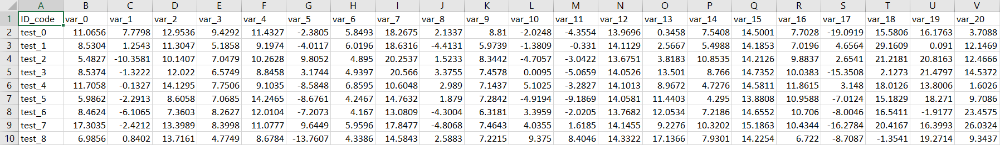 A B C D E F G H I J K L M N O P Q R S T U V
1 ID_code var_0 var_1 var_2 var_3 var_4 var_5 var_6 var_7 var_8 var_9 var_10 var_11 var_12 var_13 var_14 var_15 var_16 var_17 var_18 var_19 var_20
2 test_0 11.0656 7.7798 12.9536 9.4292 11.4327 -2.3805 5.8493 18.2675 2.1337 8.81 -2.0248 -4.3554 13.9696 0.3458 7.5408 14.5001 7.7028 -19.0919 15.5806 16.1763 3.7088
3 test_1 8.5304 1.2543 11.3047 5.1858 9.1974 -4.0117 6.0196 18.6316 -4.4131 5.9739 -1.3809 -0.331 14.1129 2.5667 5.4988 14.1853 7.0196 4.6564 29.1609 0.091 12.1469
4 test_2 5.4827 -10.3581 10.1407 7.0479 10.2628 9.8052 4.895 20.2537 1.5233 8.3442 -4.7057 -3.0422 13.6751 3.8183 10.8535 14.2126 9.8837 2.6541 21.2181 20.8163 12.4666
5 test_3 8.5374 -1.3222 12.022 6.5749 8.8458 3.1744 4.9397 20.566 3.3755 7.4578 0.0095 -5.0659 14.0526 13.501 8.766 14.7352 10.0383 -15.3508 2.1273 21.4797 14.5372
6 test_4 11.7058 -0.1327 14.1295 7.7506 9.1035 -8.5848 6.8595 10.6048 2.989 7.1437 5.1025 -3.2827 14.1013 8.9672 4.7276 14.5811 11.8615 3.148 18.0126 13.8006 1.6026
7 test_5 5.9862 -2.2913 8.6058 7.0685 14.2465 -8.6761 4.2467 14.7632 1.879 7.2842 -4.9194 -9.1869 14.0581 11.4403 4.295 13.8808 10.9588 -7.0124 15.1829 18.271 9.7086
8 test_6 8.4624 -6.1065 7.3603 8.2627 12.0104 -7.2073 4.167 13.0809 -4.3004 6.3181 3.3959 -2.0205 13.7682 12.0534 7.2186 14.6552 10.706 -8.0046 16.5411 -1.9177 23.4575
9 test_7 17.3035 -2.4212 13.3989 8.3998 11.0777 9.6449 5.9596 17.8477 -4.8068 7.4643 4.0355 1.6185 14.1455 9.2276 10.3202 15.1863 10.4344 -16.2784 20.4167 16.3993 26.0324
10 test_8 6.9856 0.8402 13.7161 4.7749 8.6784 -13.7607 4.3386 14.5843 2.5883 7.2215 9.375 8.4046 14.3322 17.1366 7.9301 14.2254 6.722 -8.7087 -1.3541 19.2714 9.3437